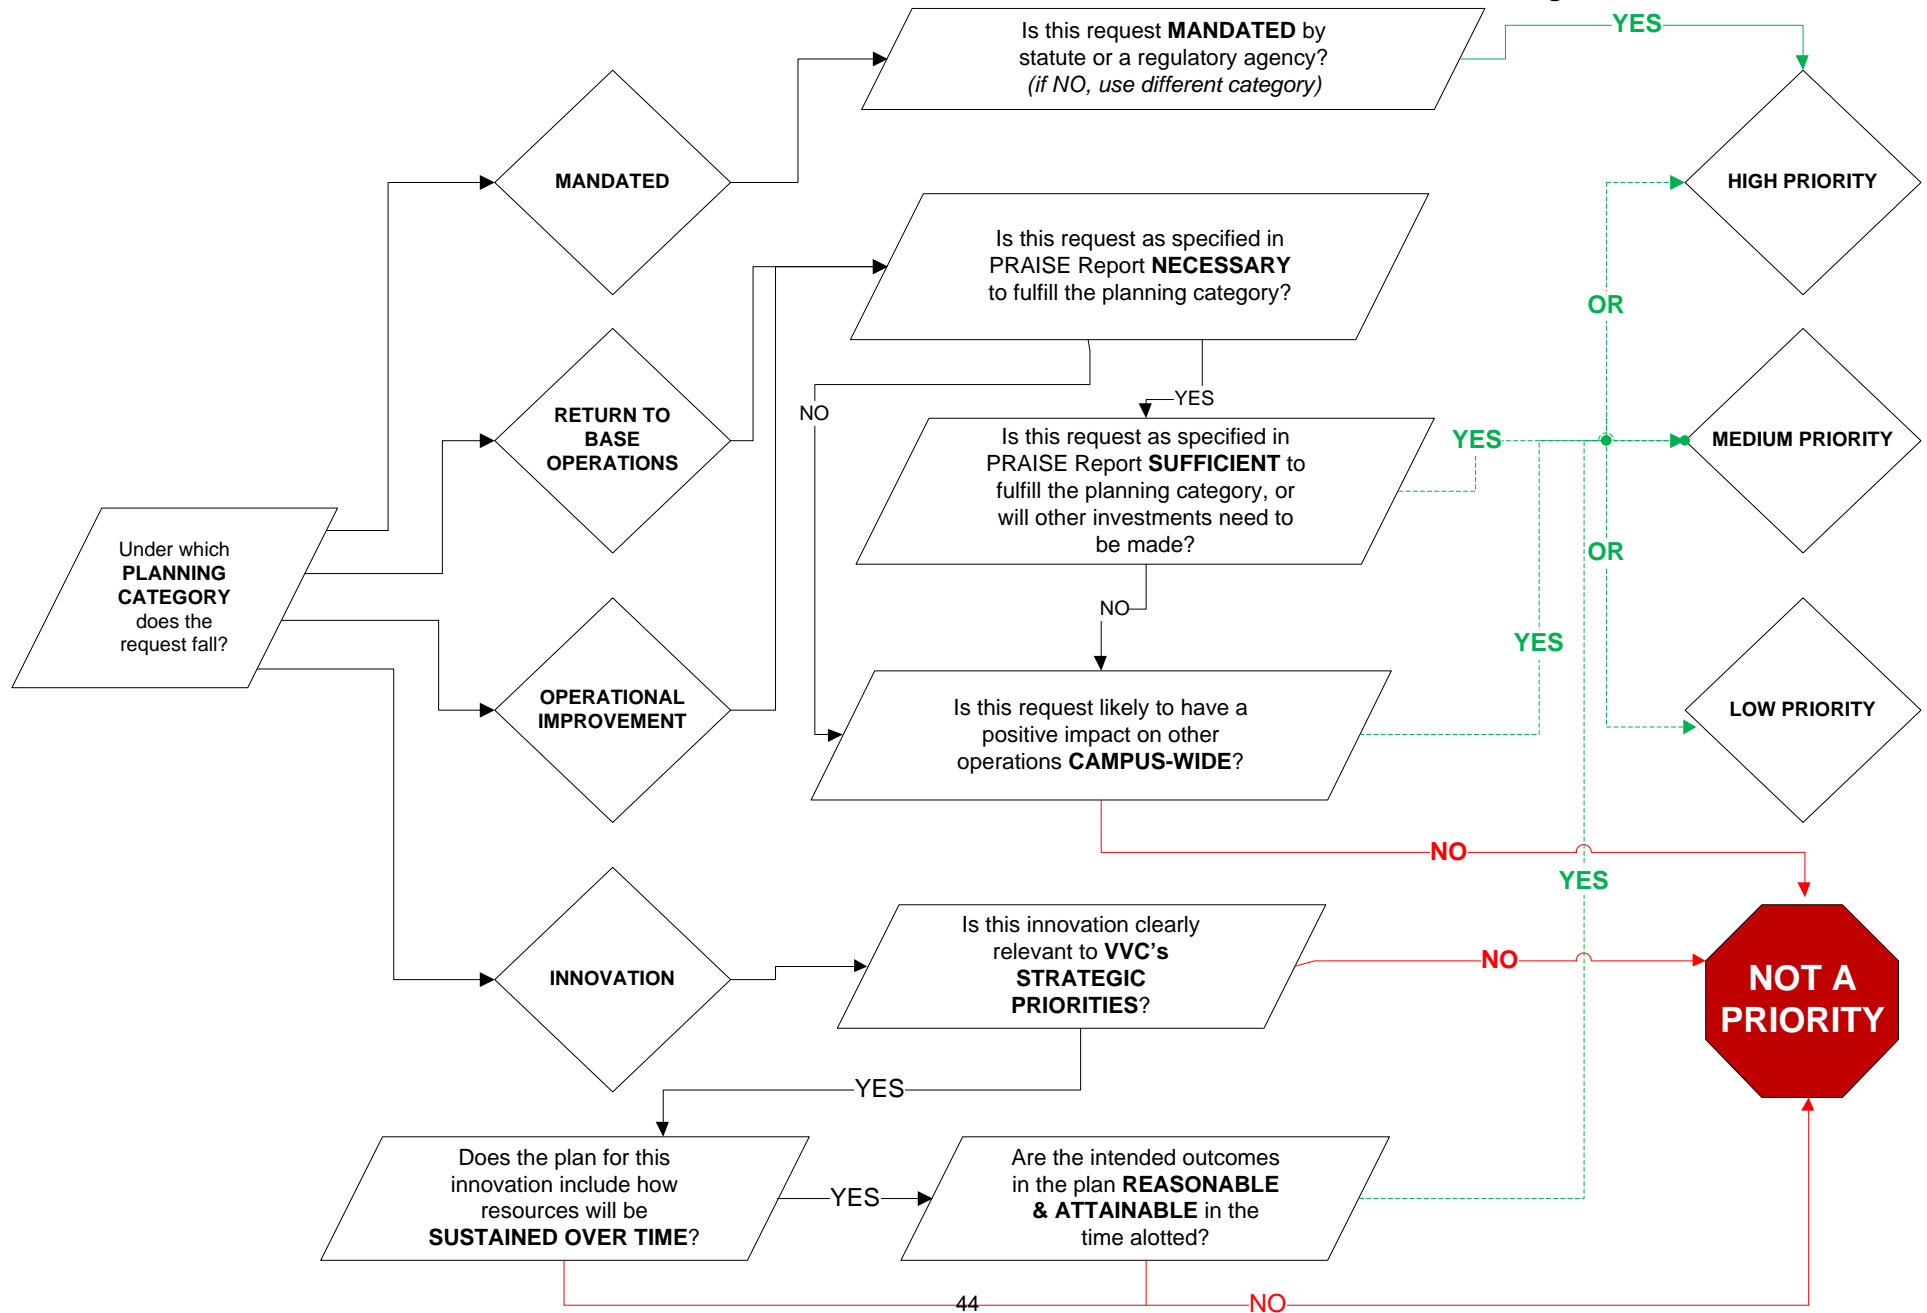 Is this request MANDATED by
statute or a regulatory agency?
(if NO, use different category)
YES
MANDATED
HIGH PRIORITY
Is this request as specified in
PRAISE Report NECESSARY
to fulfill the planning category?
OR
NO
YES
RETURN TO
BASE
OPERATIONS
Is this request as specified in
PRAISE Report SUFFICIENT to
fulfill the planning category, or
will other investments need to
be made?
YES
MEDIUM PRIORITY
OR
Under which
PLANNING
CATEGORY
does the
request fall?
NO
YES
OPERATIONAL
IMPROVEMENT
Is this request likely to have a
positive impact on other
operations CAMPUS-WIDE?
LOW PRIORITY
NO
YES
INNOVATION
Is this innovation clearly
relevant to VVC's
STRATEGIC
PRIORITIES?
NO
NOT A
PRIORITY
YES
Does the plan for this
innovation include how
resources will be
SUSTAINED OVER TIME?
YES
Are the intended outcomes
in the plan REASONABLE
& ATTAINABLE in the
time alotted?
44
NO